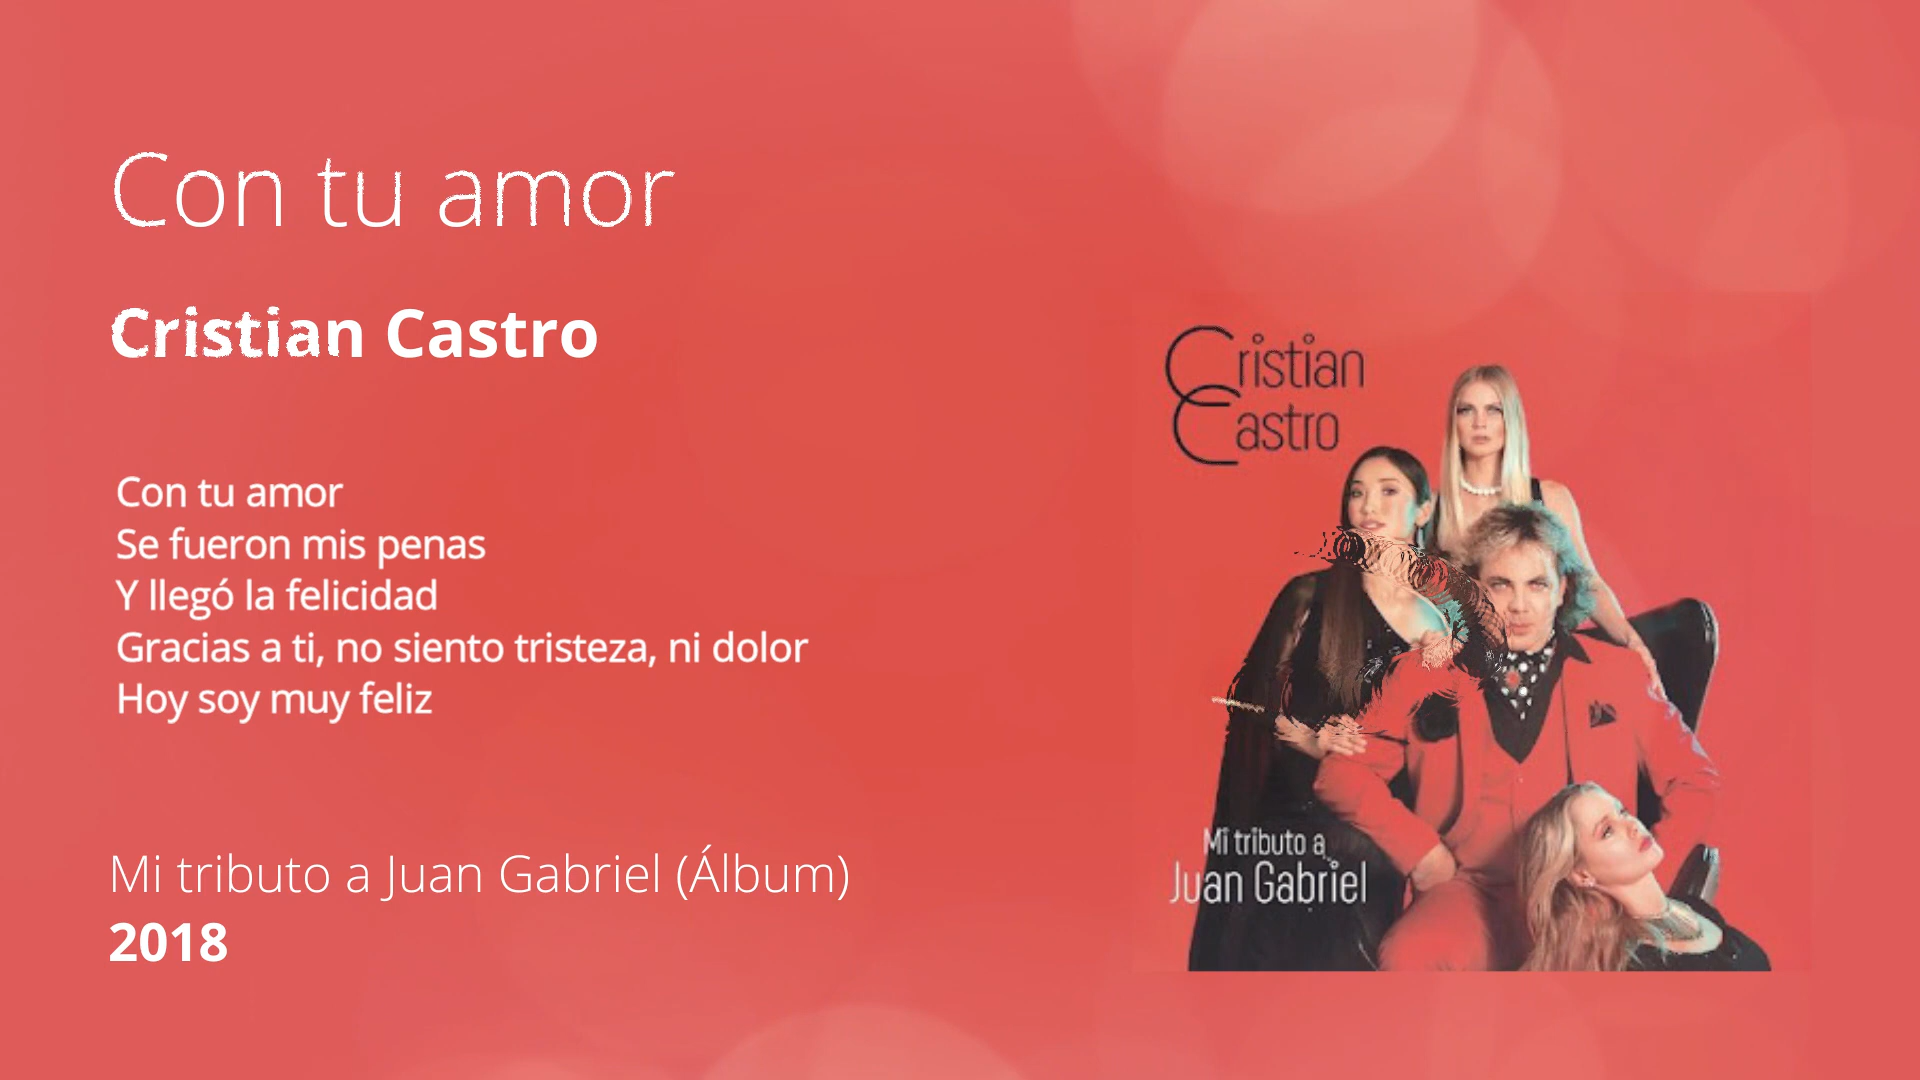 Con tu amor
Cristian Castro
Con tu amor
Se fueron mis penas
Y llegó la felicidad
Gracias a ti, no siento tristeza, ni dolor
Hoy soy muy feliz
Mi tributo a Juan Gabriel (Álbum)
2018
Cristian
Castro
Mi tributo a
Juan Gabriel